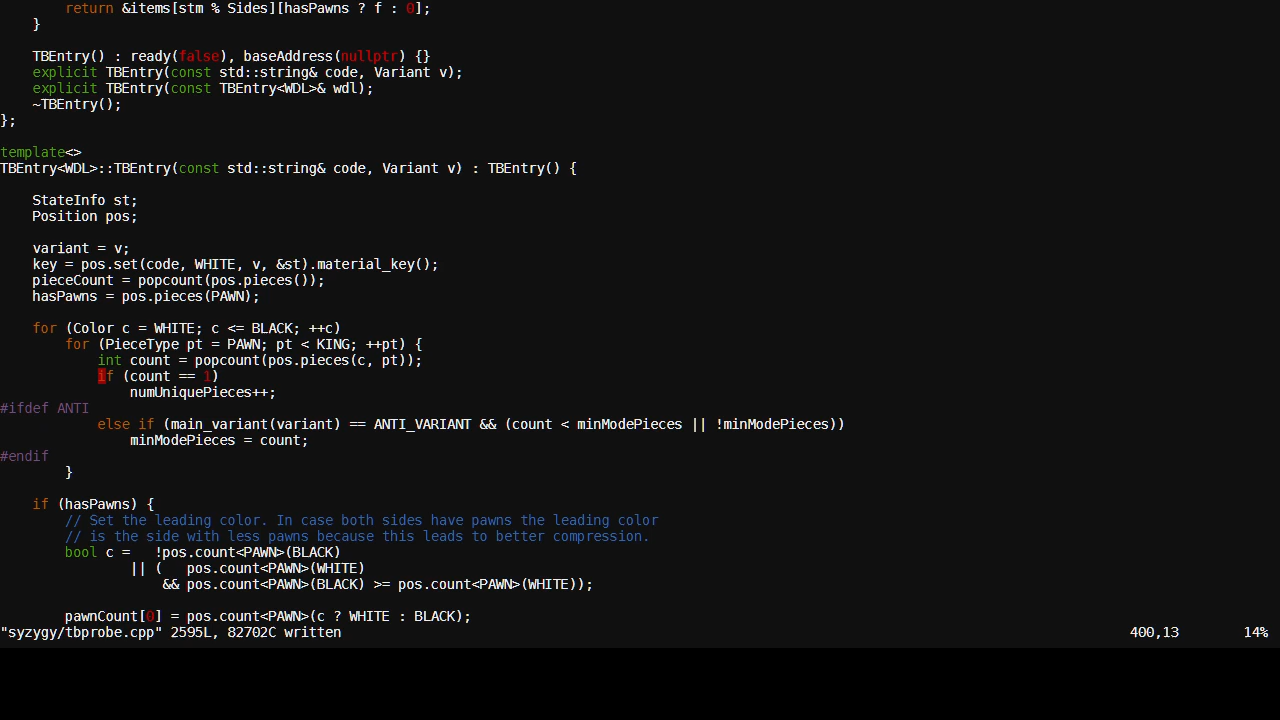 return &items[stm % Sides][hasPawns ? f : 0];
    }

    TBEntry() : ready(false), baseAddress(nullptr) {}
    explicit TBEntry(const std::string& code, Variant v);
    explicit TBEntry(const TBEntry<WDL>& wdl);
    ~TBEntry();
};

template<>
TBEntry<WDL>::TBEntry(const std::string& code, Variant v) : TBEntry() {

    StateInfo st;
    Position pos;

    variant = v;
    key = pos.set(code, WHITE, v, &st).material_key();
    pieceCount = popcount(pos.pieces());
    hasPawns = pos.pieces(PAWN);

    for (Color c = WHITE; c <= BLACK; ++c)
        for (PieceType pt = PAWN; pt < KING; ++pt) {
            int count = popcount(pos.pieces(c, pt));
            if (count == 1)
                numUniquePieces++;
#ifdef ANTI
            else if (main_variant(variant) == ANTI_VARIANT && (count < minModePieces || !minModePieces))
                minModePieces = count;
#endif
        }

    if (hasPawns) {
        // Set the leading color. In case both sides have pawns the leading color
        // is the side with less pawns because this leads to better compression.
        bool c =   !pos.count<PAWN>(BLACK)
                || (   pos.count<PAWN>(WHITE)
                    && pos.count<PAWN>(BLACK) >= pos.count<PAWN>(WHITE));

        pawnCount[0] = pos.count<PAWN>(c ? WHITE : BLACK);
"syzygy/tbprobe.cpp" 2595L, 82702C written 400,13 14%